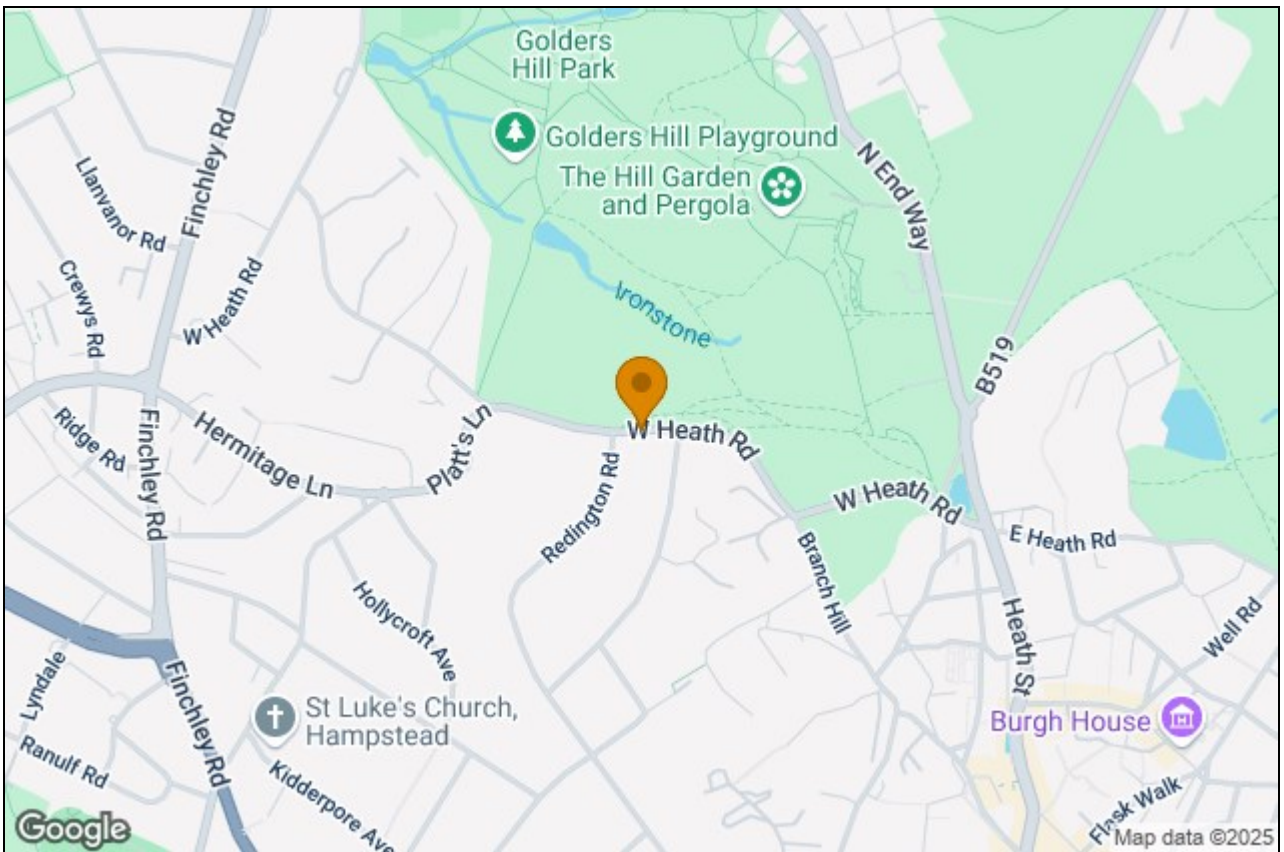 Golders
Hill Park
Golders Hill Playground
The Hill Garden
and Pergola
N End Way
Finchley Rd
Llanvanor Rd
W Heath Rd
Crewys Rd
Ironstone
B519
Ridge Rd
Hermitage Ln
Platt's Ln
W Heath Rd
Finchley Rd
Redington Rd
W Heath Rd
E Heath Rd
Branch Hill
Hollycroft Ave
Heath St
Well Rd
Lyndale
Finchley Rd
St Luke's Church,
Hampstead
Burgh House
Ranulf Rd
Kidderpore Ave
Flask Walk
Google
Map data ©2025